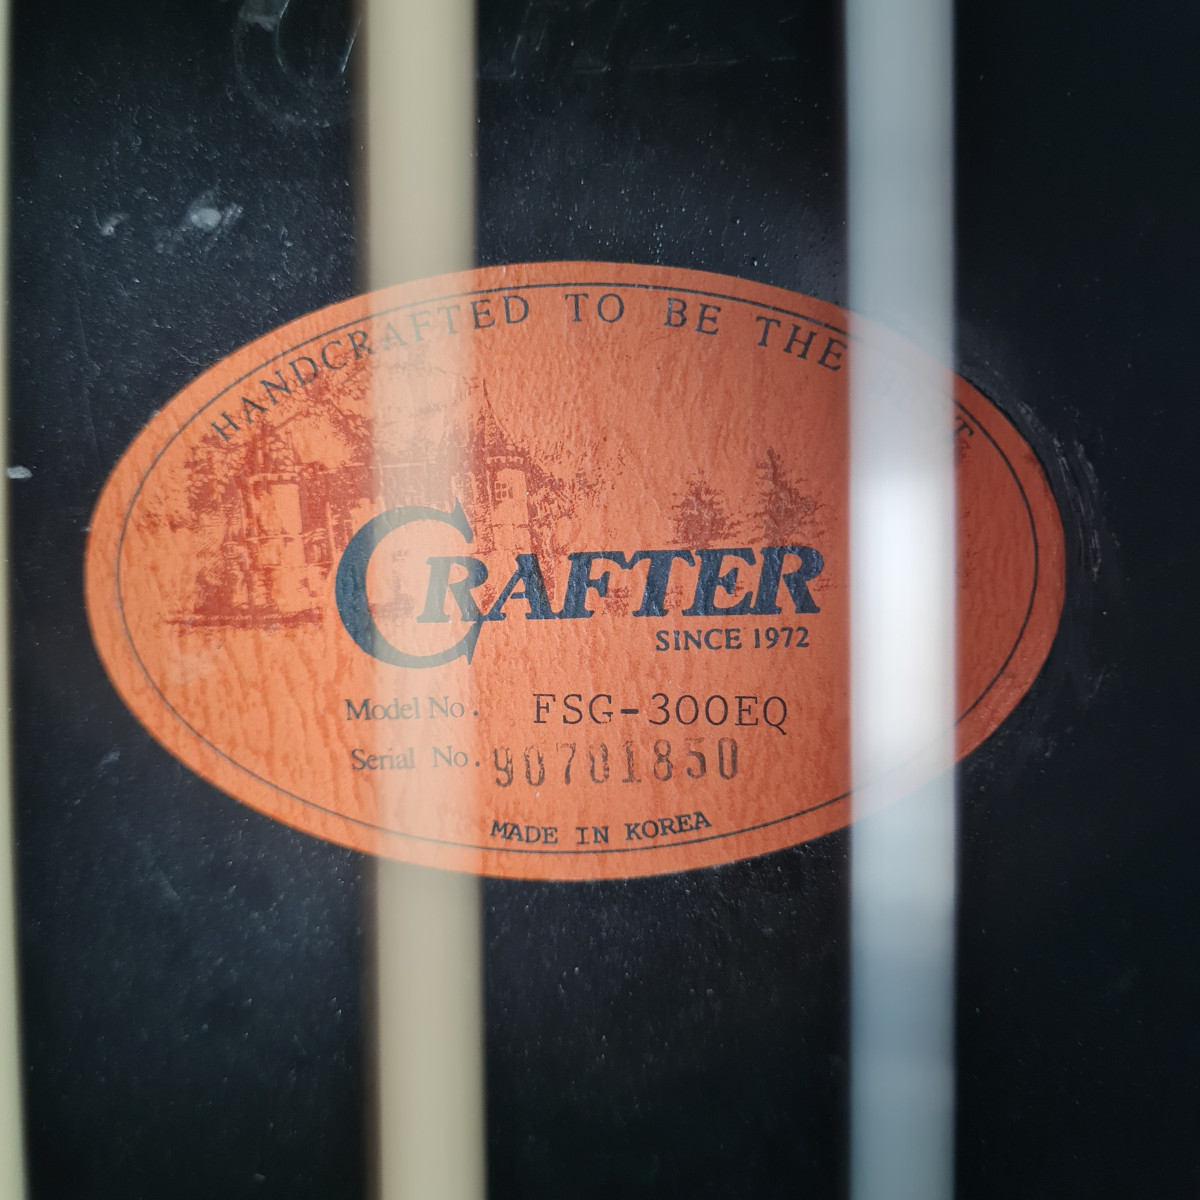 HANDCRAFTED TO BE THE
CRAFTER
SINCE 1972
Model No. FSG-300EQ
Serial No. 90701850
MADE IN KOREA